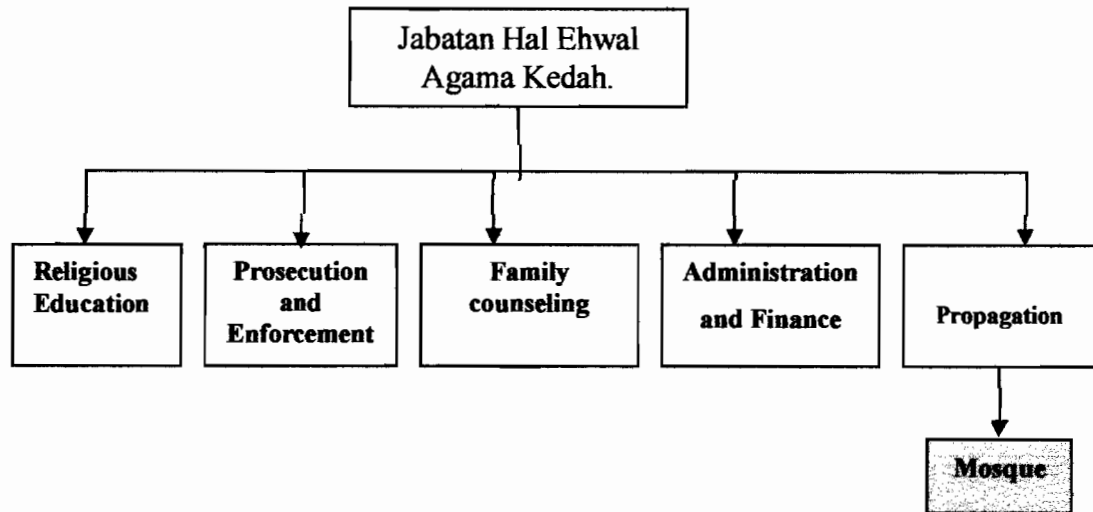 Jabatan Hal Ehwal
Agama Kedah.
Religious
Education
Prosecution
and
Enforcement
Family
counseling
Administration
and Finance
Propagation
Mosque